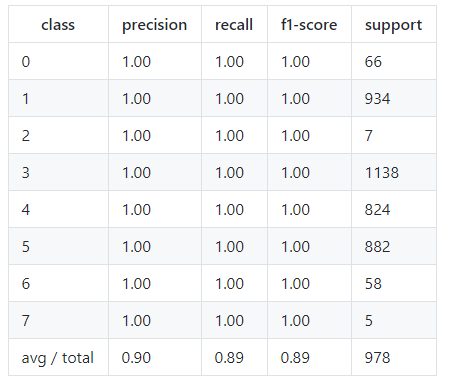 class precision recall f1-score support
0 1.00 1.00 1.00 66
1 1.00 1.00 1.00 934
2 1.00 1.00 1.00 7
3 1.00 1.00 1.00 1138
4 1.00 1.00 1.00 824
5 1.00 1.00 1.00 882
6 1.00 1.00 1.00 58
7 1.00 1.00 1.00 5
avg / total 0.90 0.89 0.89 978